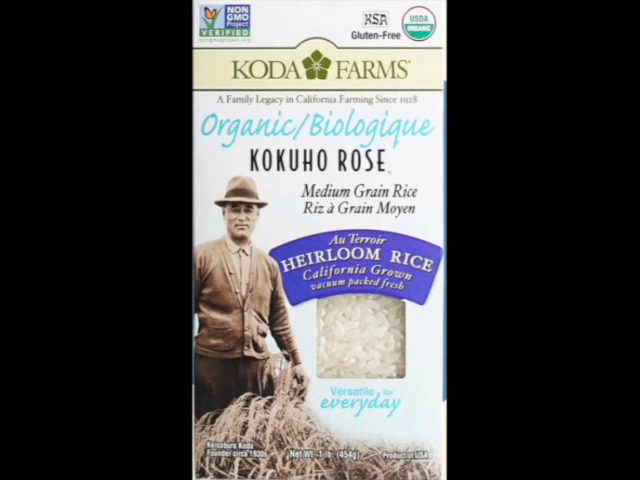 NON
GMO
Project
VERIFIED
nongmoproject.org
KSA
Gluten-Free
USDA
ORGANIC
KODA FARMS
A Family Legacy in California Farming Since 1928
Organic/Biologique
KOKUHO ROSE
Medium Grain Rice
Riz à Grain Moyen
Au Terroir
HEIRLOOM RICE
California Grown
vacuum packed fresh
Versatile for
everyday
Keisaburo Koda
Founder circa 1930s
Net Wt. 1 lb. (454g)
Product of USA